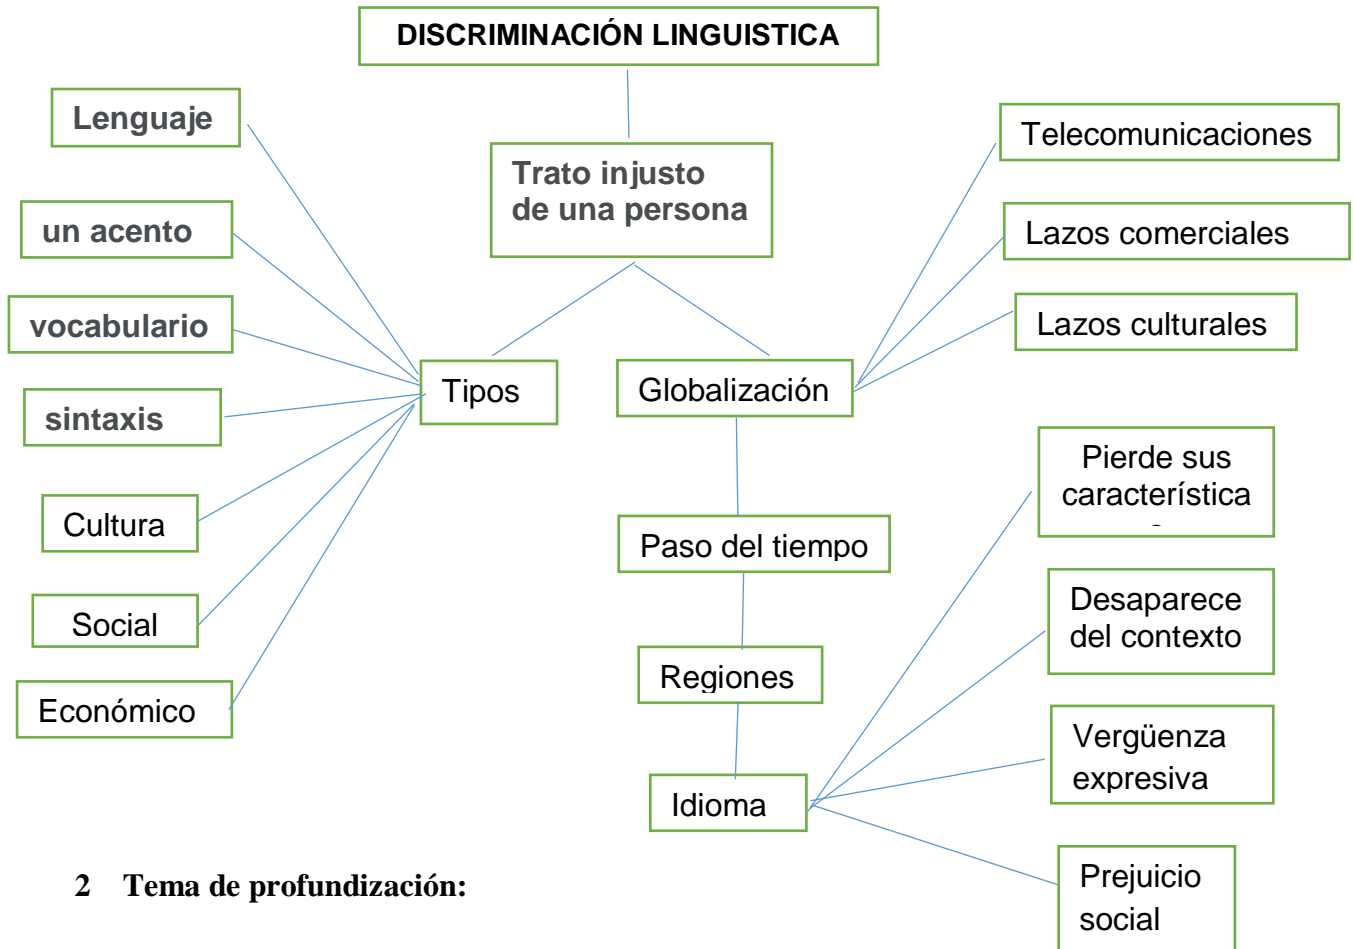 DISCRIMINACIÓN LINGUISTICA
Trato injusto
de una persona
Lenguaje
un acento
vocabulario
sintaxis
Cultura
Social
Económico
Tipos
Globalización
Telecomunicaciones
Lazos comerciales
Lazos culturales
Paso del tiempo
Regiones
Idioma
Pierde sus
característica
Desaparece
del contexto
Vergüenza
expresiva
Prejuicio
social
2 Tema de profundización: